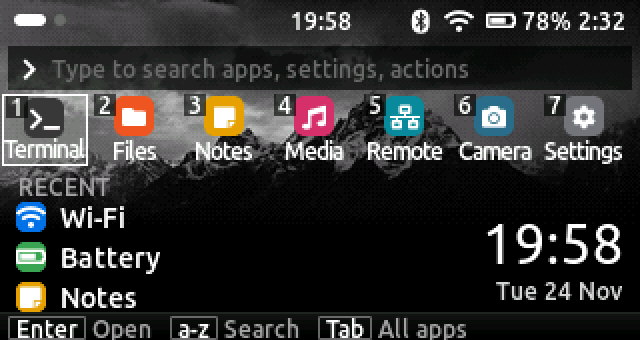 19:58 78% 2:32
Type to search apps, settings, actions
1 2 3 4 5 6 7
Terminal Files Notes Media Remote Camera Settings
RECENT
Wi-Fi
Battery
Notes
19:58
Tue 24 Nov
Enter Open a-z Search Tab All apps